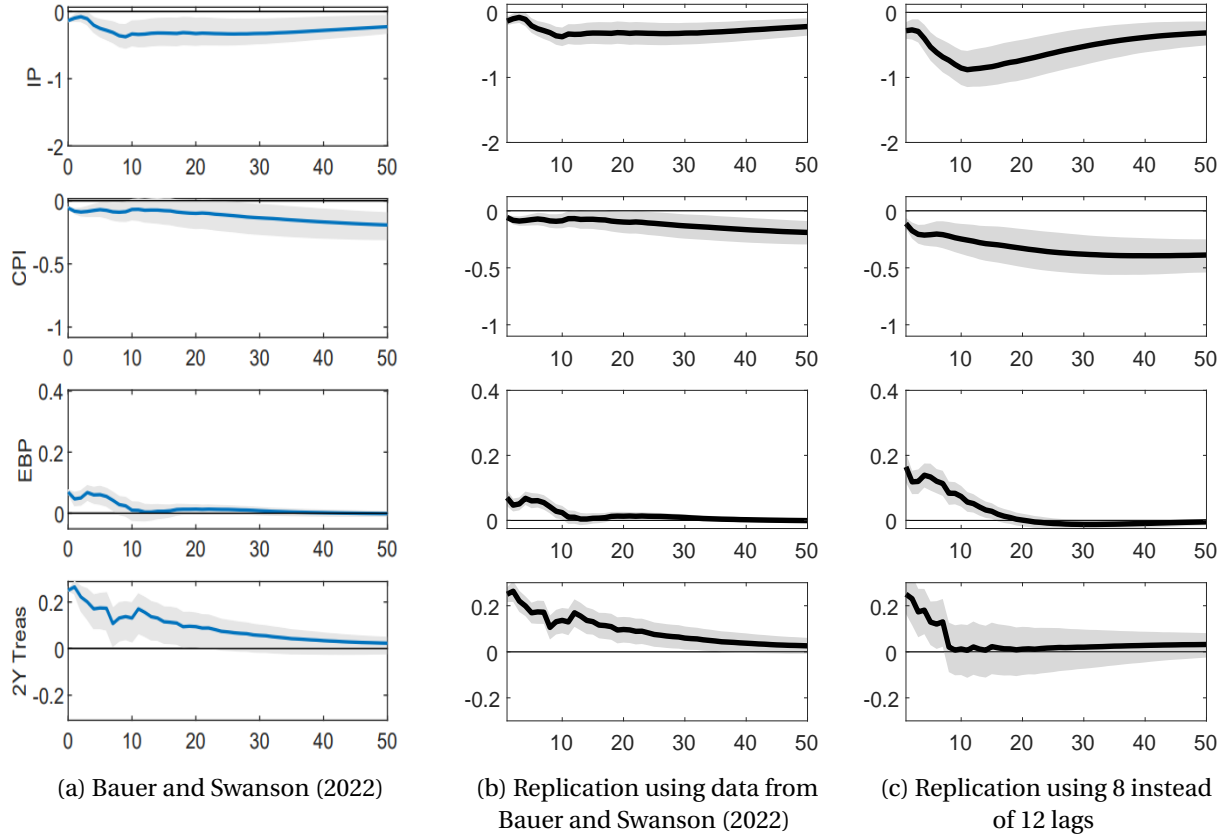 IP
-0
-1
-2
0 10 20 30 40 50
0
-1
-2
10 20 30 40 50
0
-1
-2
10 20 30 40 50
CPI
0
-0.5
-1
0 10 20 30 40 50
0
-0.5
-1
10 20 30 40 50
0
-0.5
-1
10 20 30 40 50
EBP
0.4
0.2
0
0 10 20 30 40 50
0.4
0.2
0
10 20 30 40 50
0.4
0.2
0
10 20 30 40 50
2Y Treas
0.2
0
-0.2
0 10 20 30 40 50
0.2
0
-0.2
10 20 30 40 50
0.2
0
-0.2
10 20 30 40 50
(a) Bauer and Swanson (2022)
(b) Replication using data from
Bauer and Swanson (2022)
(c) Replication using 8 instead
of 12 lags